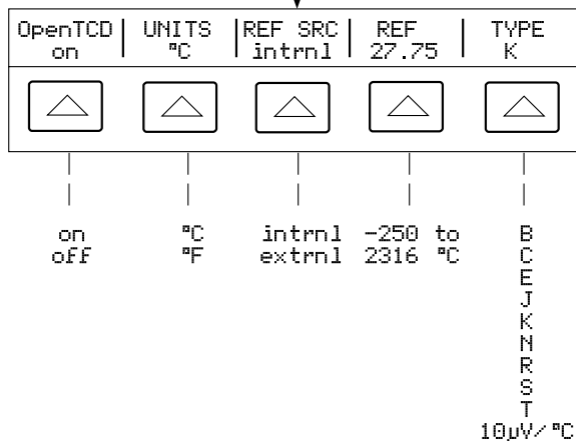 OpenTCD | UNITS | REF SRC | REF | TYPE
on | °C | intrnl | 27.75 | K
on °C intrnl -250 to B
off °F extrnl 2316 °C C
E
J
K
N
R
S
T
10µV/°C